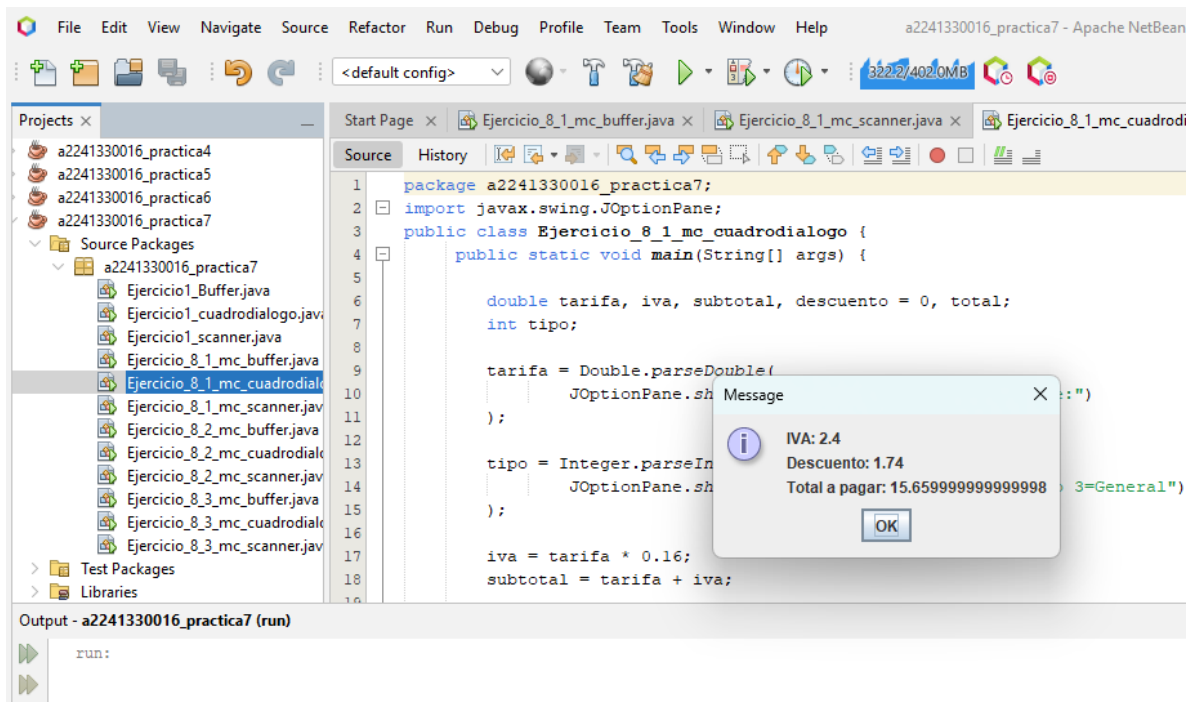 File Edit View Navigate Source Refactor Run Debug Profile Team Tools Window Help a2241330016_practica7 - Apache NetBean
<default config> 322.2/402.0MB
Projects
a2241330016_practica4
a2241330016_practica5
a2241330016_practica6
a2241330016_practica7
Source Packages
a2241330016_practica7
Ejercicio1_Buffer.java
Ejercicio1_cuadrodialogo.java
Ejercicio1_scanner.java
Ejercicio_8_1_mc_buffer.java
Ejercicio_8_1_mc_cuadrodialo
Ejercicio_8_1_mc_scanner.jav
Ejercicio_8_2_mc_buffer.java
Ejercicio_8_2_mc_cuadrodialo
Ejercicio_8_2_mc_scanner.jav
Ejercicio_8_3_mc_buffer.java
Ejercicio_8_3_mc_cuadrodialo
Ejercicio_8_3_mc_scanner.jav
Test Packages
Libraries
Start Page Ejercicio_8_1_mc_buffer.java Ejercicio_8_1_mc_scanner.java Ejercicio_8_1_mc_cuadrodi
Source History
1 package a2241330016_practica7;
2 import javax.swing.JOptionPane;
3 public class Ejercicio_8_1_mc_cuadrodialogo {
4 public static void main(String[] args) {
5
6 double tarifa, iva, subtotal, descuento = 0, total;
7 int tipo;
8
9 tarifa = Double.parseDouble(
10 JOptionPane.sh e:")
11 );
12
13 tipo = Integer.parseIn
14 JOptionPane.sh 3=General")
15 );
16
17 iva = tarifa * 0.16;
18 subtotal = tarifa + iva;
19
Message
IVA: 2.4
Descuento: 1.74
Total a pagar: 15.659999999999998
OK
Output - a2241330016_practica7 (run)
run: